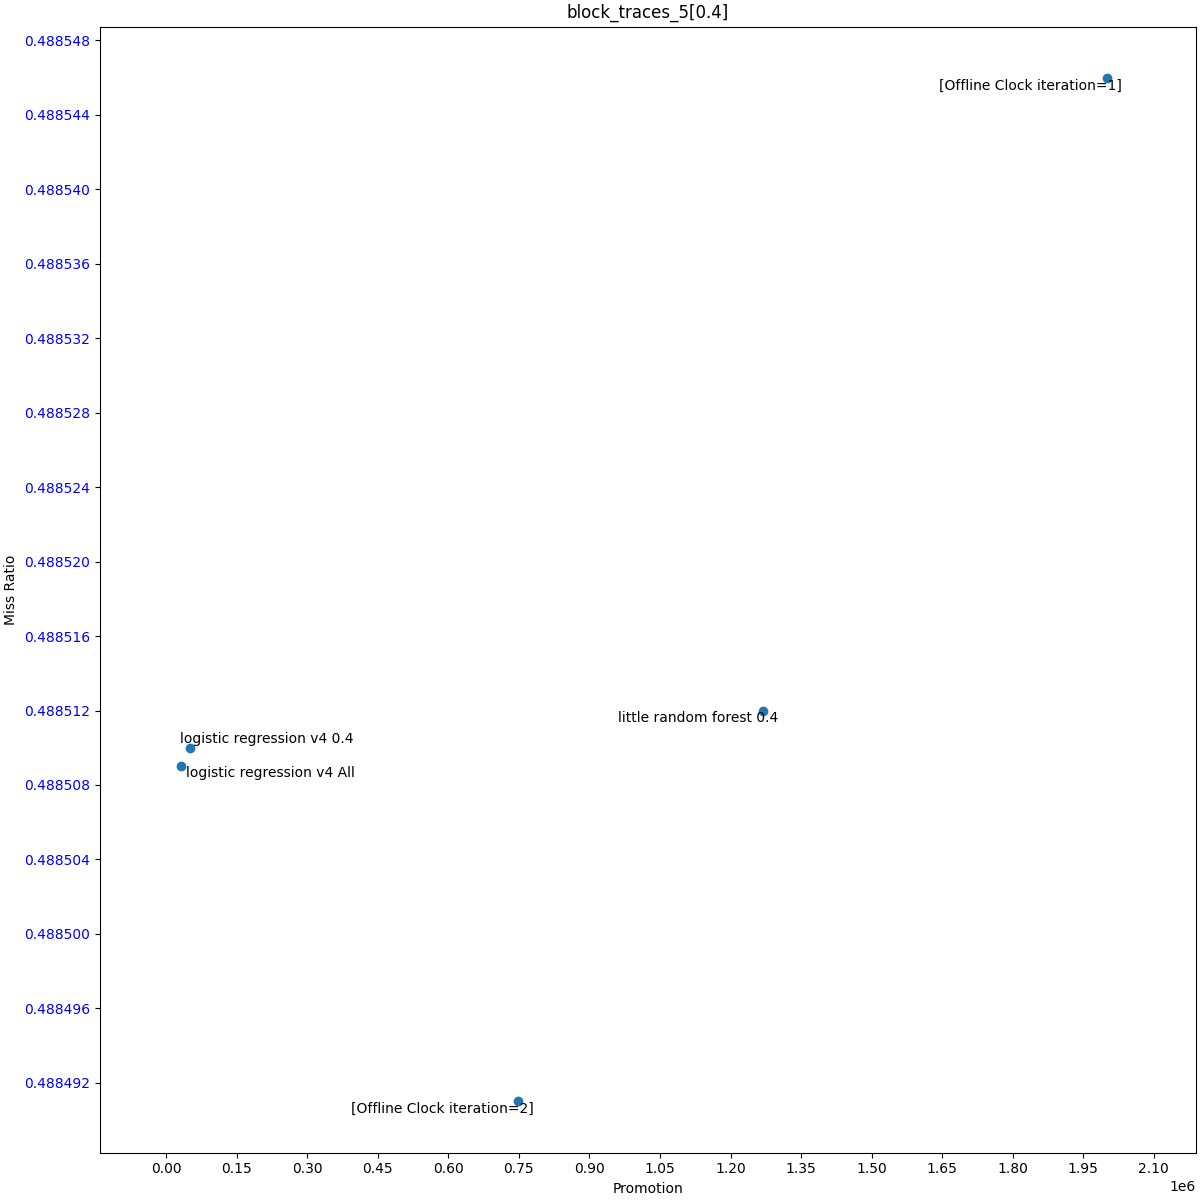 block_traces_5[0.4]
0.488548
[Offline Clock iteration=1]
0.488544
0.488540
0.488536
0.488532
0.488528
0.488524
0.488520
Miss Ratio
0.488516
0.488512
little random forest 0.4
logistic regression v4 0.4
logistic regression v4 All
0.488508
0.488504
0.488500
0.488496
0.488492
[Offline Clock iteration=2]
0.00 0.15 0.30 0.45 0.60 0.75 0.90 1.05 1.20 1.35 1.50 1.65 1.80 1.95 2.10
1e6
Promotion